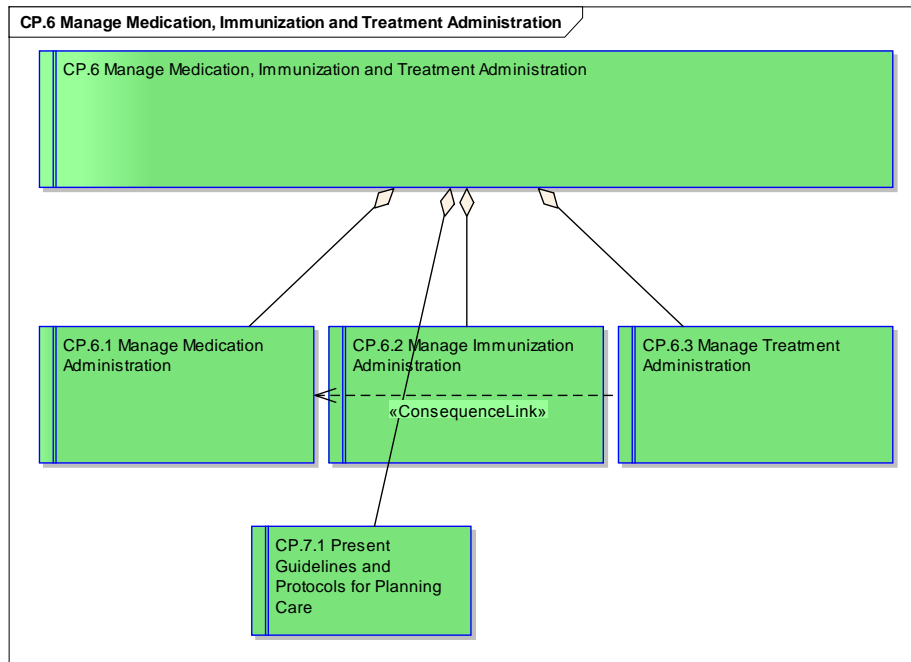 CP.6 Manage Medication, Immunization and Treatment Administration
CP.6 Manage Medication, Immunization and Treatment Administration
CP.6.1 Manage Medication
Administration
CP.6.2 Manage Immunization
Administration
CP.6.3 Manage Treatment
Administration
«ConsequenceLink»
CP.7.1 Present
Guidelines and
Protocols for Planning
Care